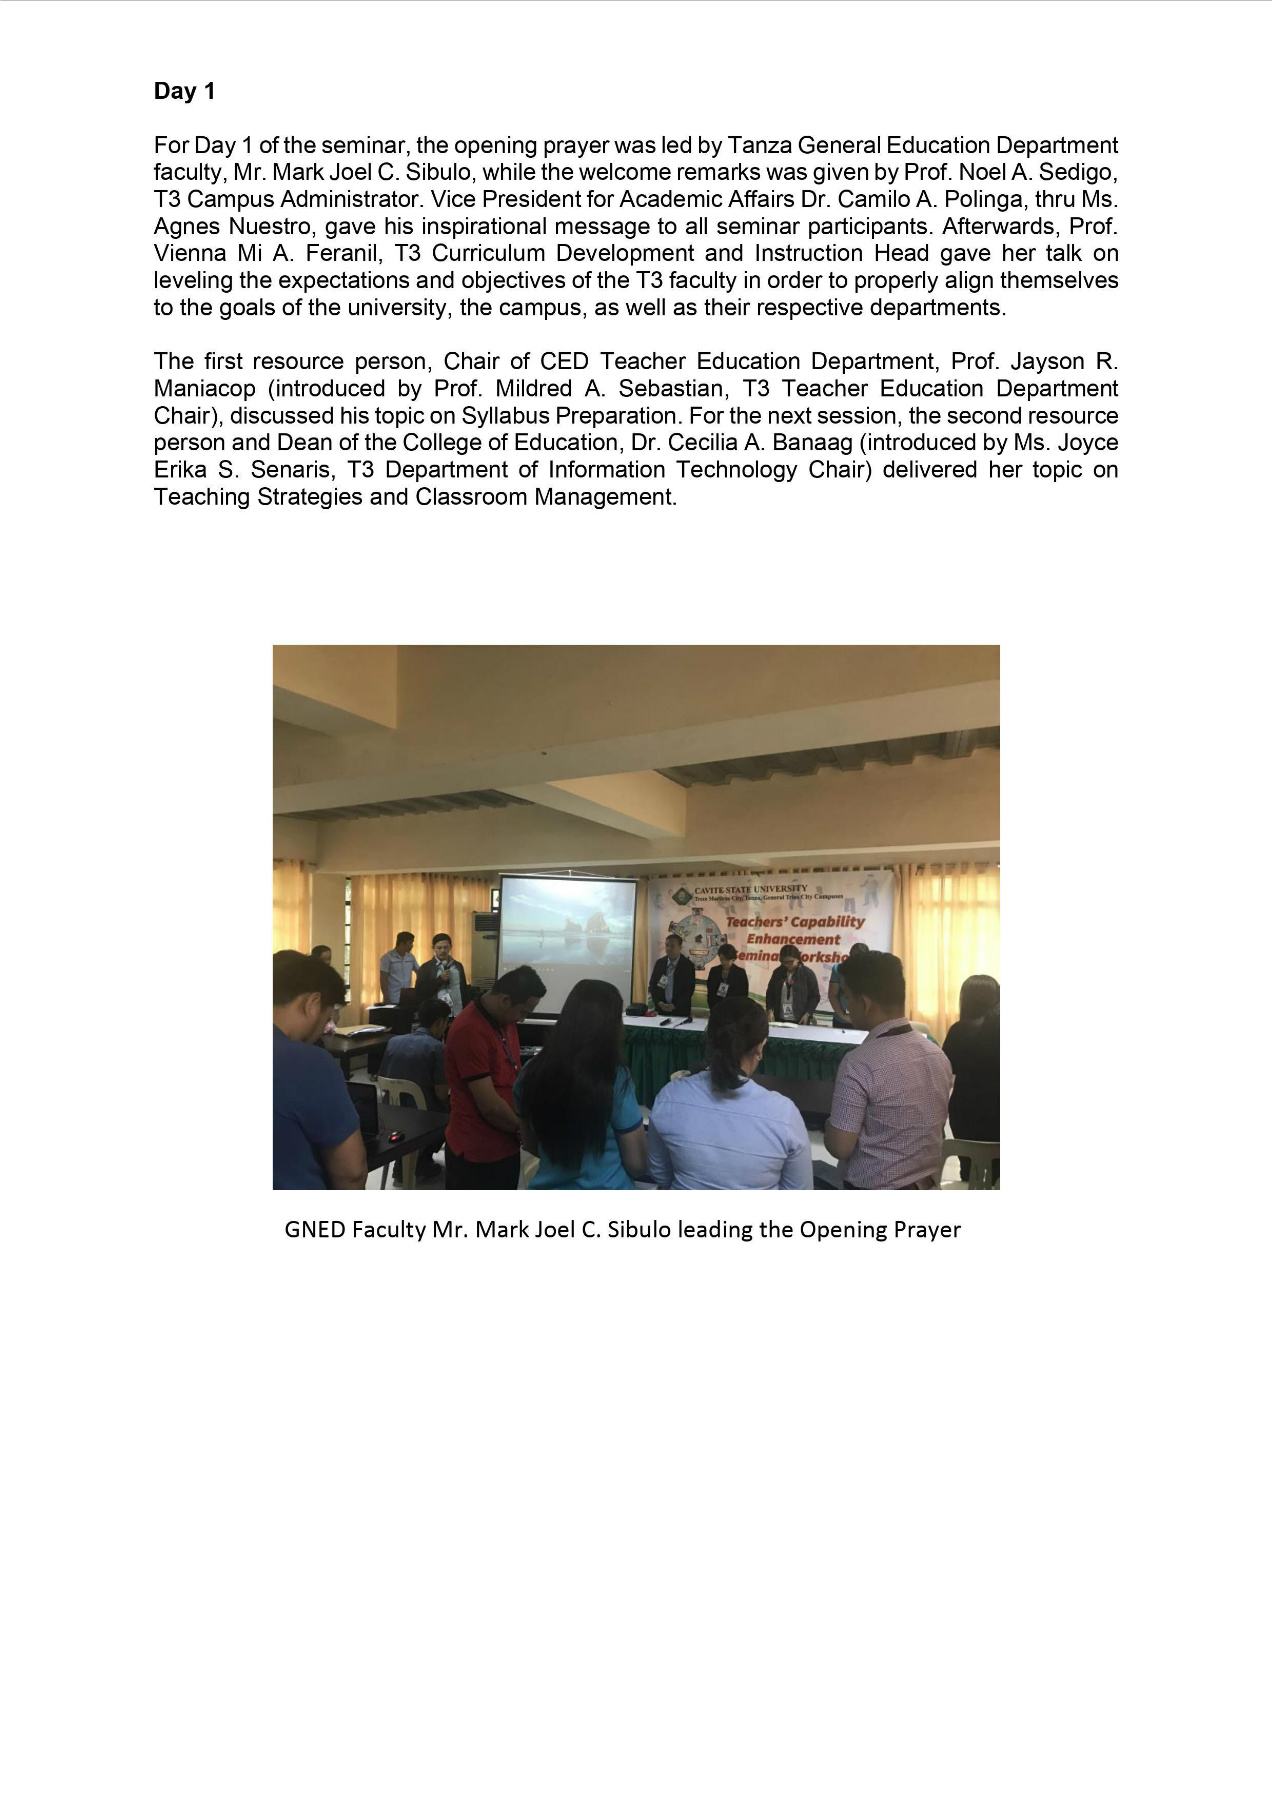 Day 1
For Day 1 of the seminar, the opening prayer was led by Tanza General Education Department
faculty, Mr. Mark Joel C. Sibulo, while the welcome remarks was given by Prof. Noel A. Sedigo,
T3 Campus Administrator. Vice President for Academic Affairs Dr. Camilo A. Polinga, thru Ms.
Agnes Nuestro, gave his inspirational message to all seminar participants. Afterwards, Prof.
Vienna Mi A. Feranil, T3 Curriculum Development and Instruction Head gave her talk on
leveling the expectations and objectives of the T3 faculty in order to properly align themselves
to the goals of the university, the campus, as well as their respective departments.
The first resource person, Chair of CED Teacher Education Department, Prof. Jayson R.
Maniacop (introduced by Prof. Mildred A. Sebastian, T3 Teacher Education Department
Chair), discussed his topic on Syllabus Preparation. For the next session, the second resource
person and Dean of the College of Education, Dr. Cecilia A. Banaag (introduced by Ms. Joyce
Erika S. Senaris, T3 Department of Information Technology Chair) delivered her topic on
Teaching Strategies and Classroom Management.
CAVITE STATE UNIVERSITY
Trece Martires City, Tanza, General Trias City Campuses
Teachers' Capability
Enhancement
GNED Faculty Mr. Mark Joel C. Sibulo leading the Opening Prayer